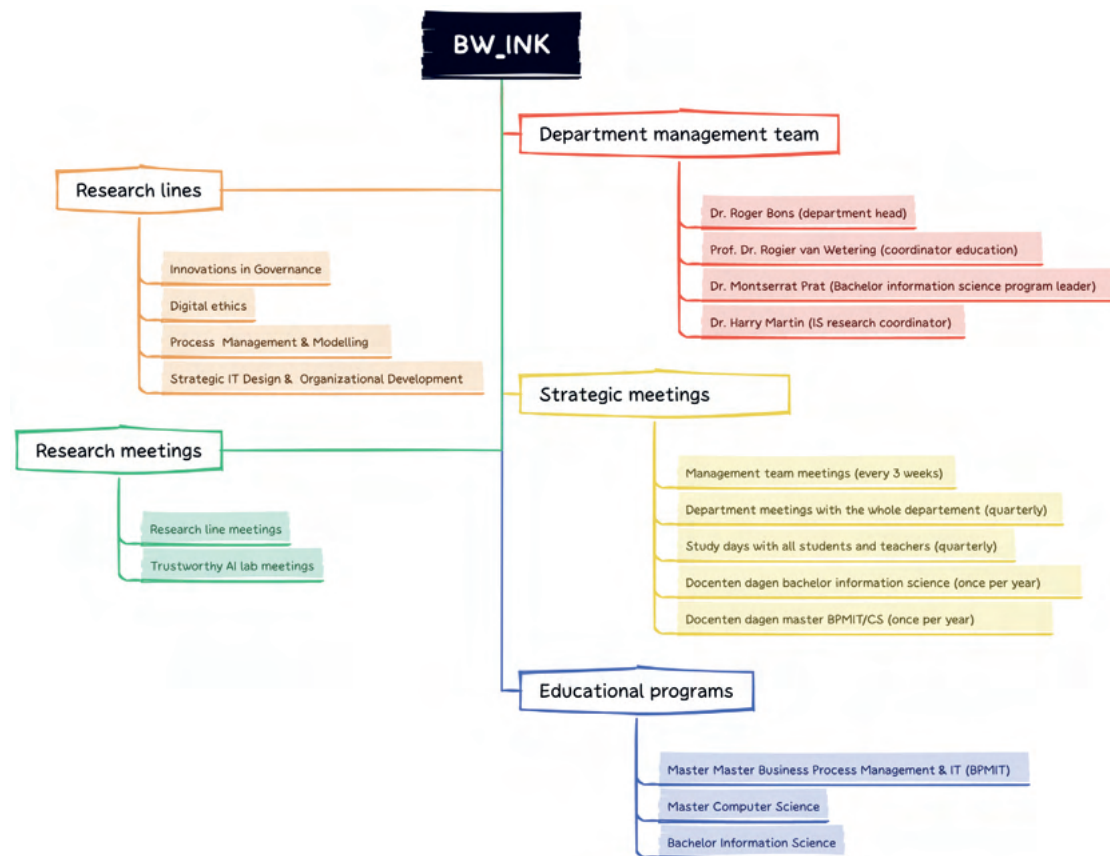 BW_INK
Department management team
Dr. Roger Bons (department head)
Prof. Dr. Rogier van Wetering (coordinator education)
Dr. Montserrat Prat (Bachelor information science program leader)
Dr. Harry Martin (IS research coordinator)
Research lines
Innovations in Governance
Digital ethics
Process Management & Modelling
Strategic IT Design & Organizational Development
Strategic meetings
Management team meetings (every 3 weeks)
Department meetings with the whole departement (quarterly)
Study days with all students and teachers (quarterly)
Docenten dagen bachelor information science (once per year)
Docenten dagen master BPMIT/CS (once per year)
Research meetings
Research line meetings
Trustworthy AI lab meetings
Educational programs
Master Master Business Process Management & IT (BPMIT)
Master Computer Science
Bachelor Information Science